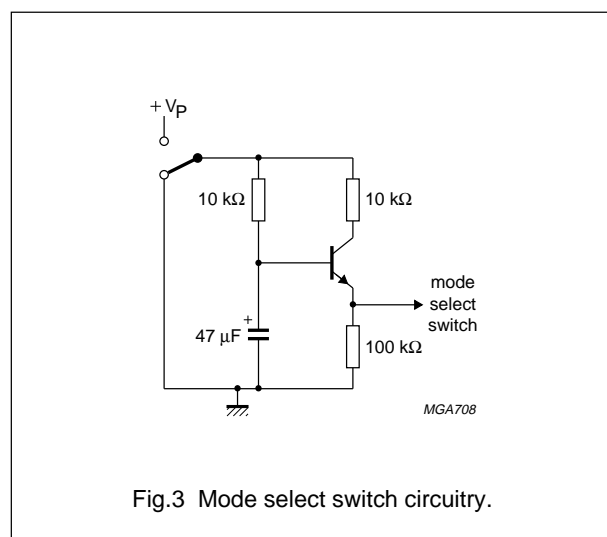 + VP
10 kΩ
10 kΩ
mode
select
switch
+
47 μF
100 kΩ
MGA708
Fig.3 Mode select switch circuitry.